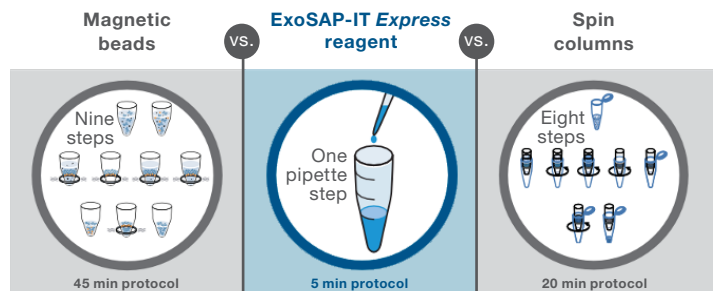 Magnetic
beads
vs.
ExoSAP-IT Express
reagent
vs.
Spin
columns
Nine
steps
One
pipette
step
Eight
steps
45 min protocol
5 min protocol
20 min protocol